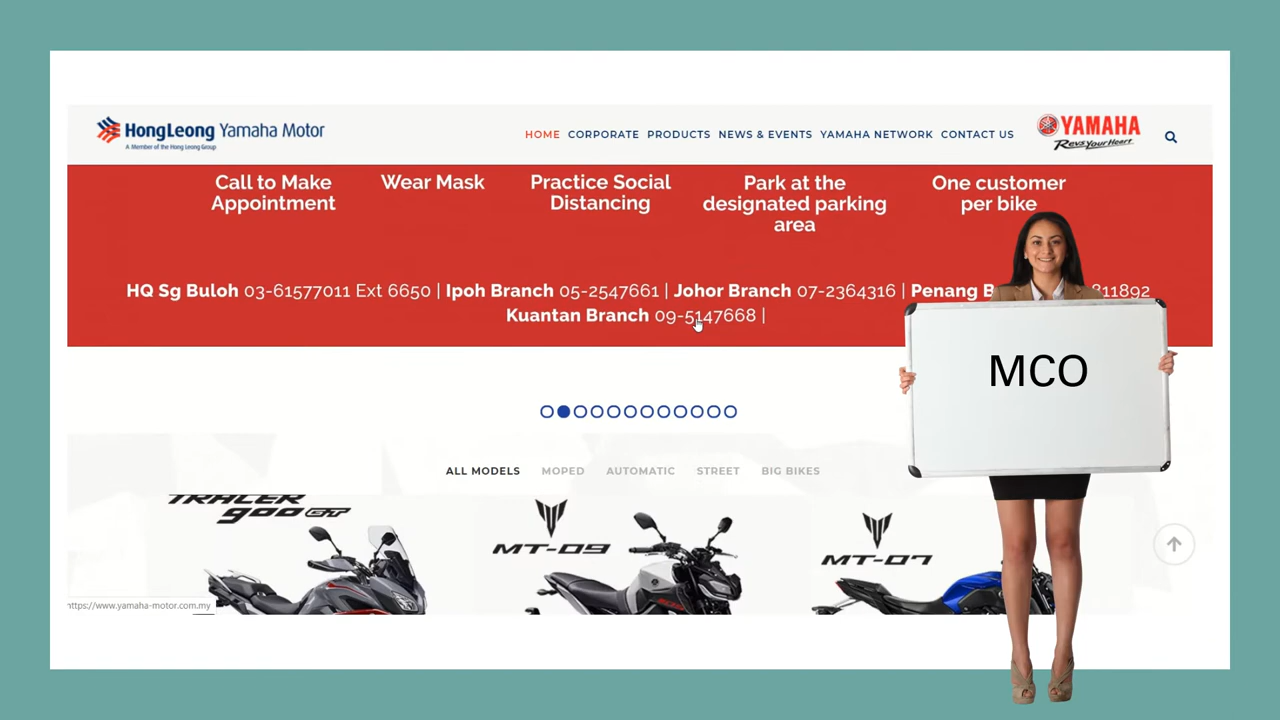 HongLeong Yamaha Motor
A Member of the Hong Leong Group
HOME CORPORATE PRODUCTS NEWS & EVENTS YAMAHA NETWORK CONTACT US
YAMAHA
Revs Your Heart
Call to Make
Appointment
Wear Mask
Practice Social
Distancing
Park at the
designated parking
area
One customer
per bike
HQ Sg Buloh 03-61577011 Ext 6650 | Ipoh Branch 05-2547661 | Johor Branch 07-2364316 | Penang
Kuantan Branch 09-5147668 |
MCO
ALL MODELS MOPED AUTOMATIC STREET BIG BIKES
TRACER
900 GT
MT-09
MT-07
https://www.yamaha-motor.com.my